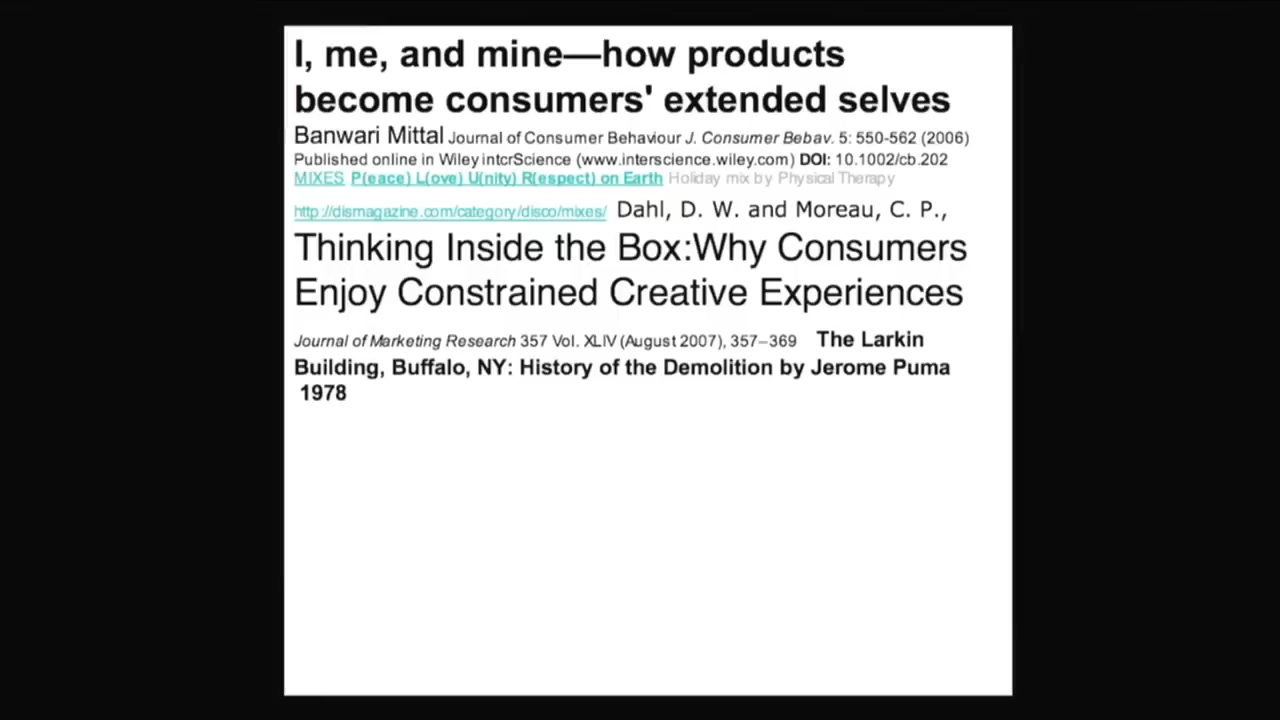 I, me, and mine—how products
become consumers' extended selves
Banwari Mittal Journal of Consumer Behaviour J. Consumer Bebav. 5: 550-562 (2006)
Published online in Wiley intcrScience (www.interscience.wiley.com) DOI: 10.1002/cb.202
MIXES P(eace) L(ove) U(nity) R(espect) on Earth Holiday mix by Physical Therapy
http://dismagazine.com/category/disco/mixes/ Dahl, D. W. and Moreau, C. P.,
Thinking Inside the Box:Why Consumers
Enjoy Constrained Creative Experiences
Journal of Marketing Research 357 Vol. XLIV (August 2007), 357–369 The Larkin
Building, Buffalo, NY: History of the Demolition by Jerome Puma
1978